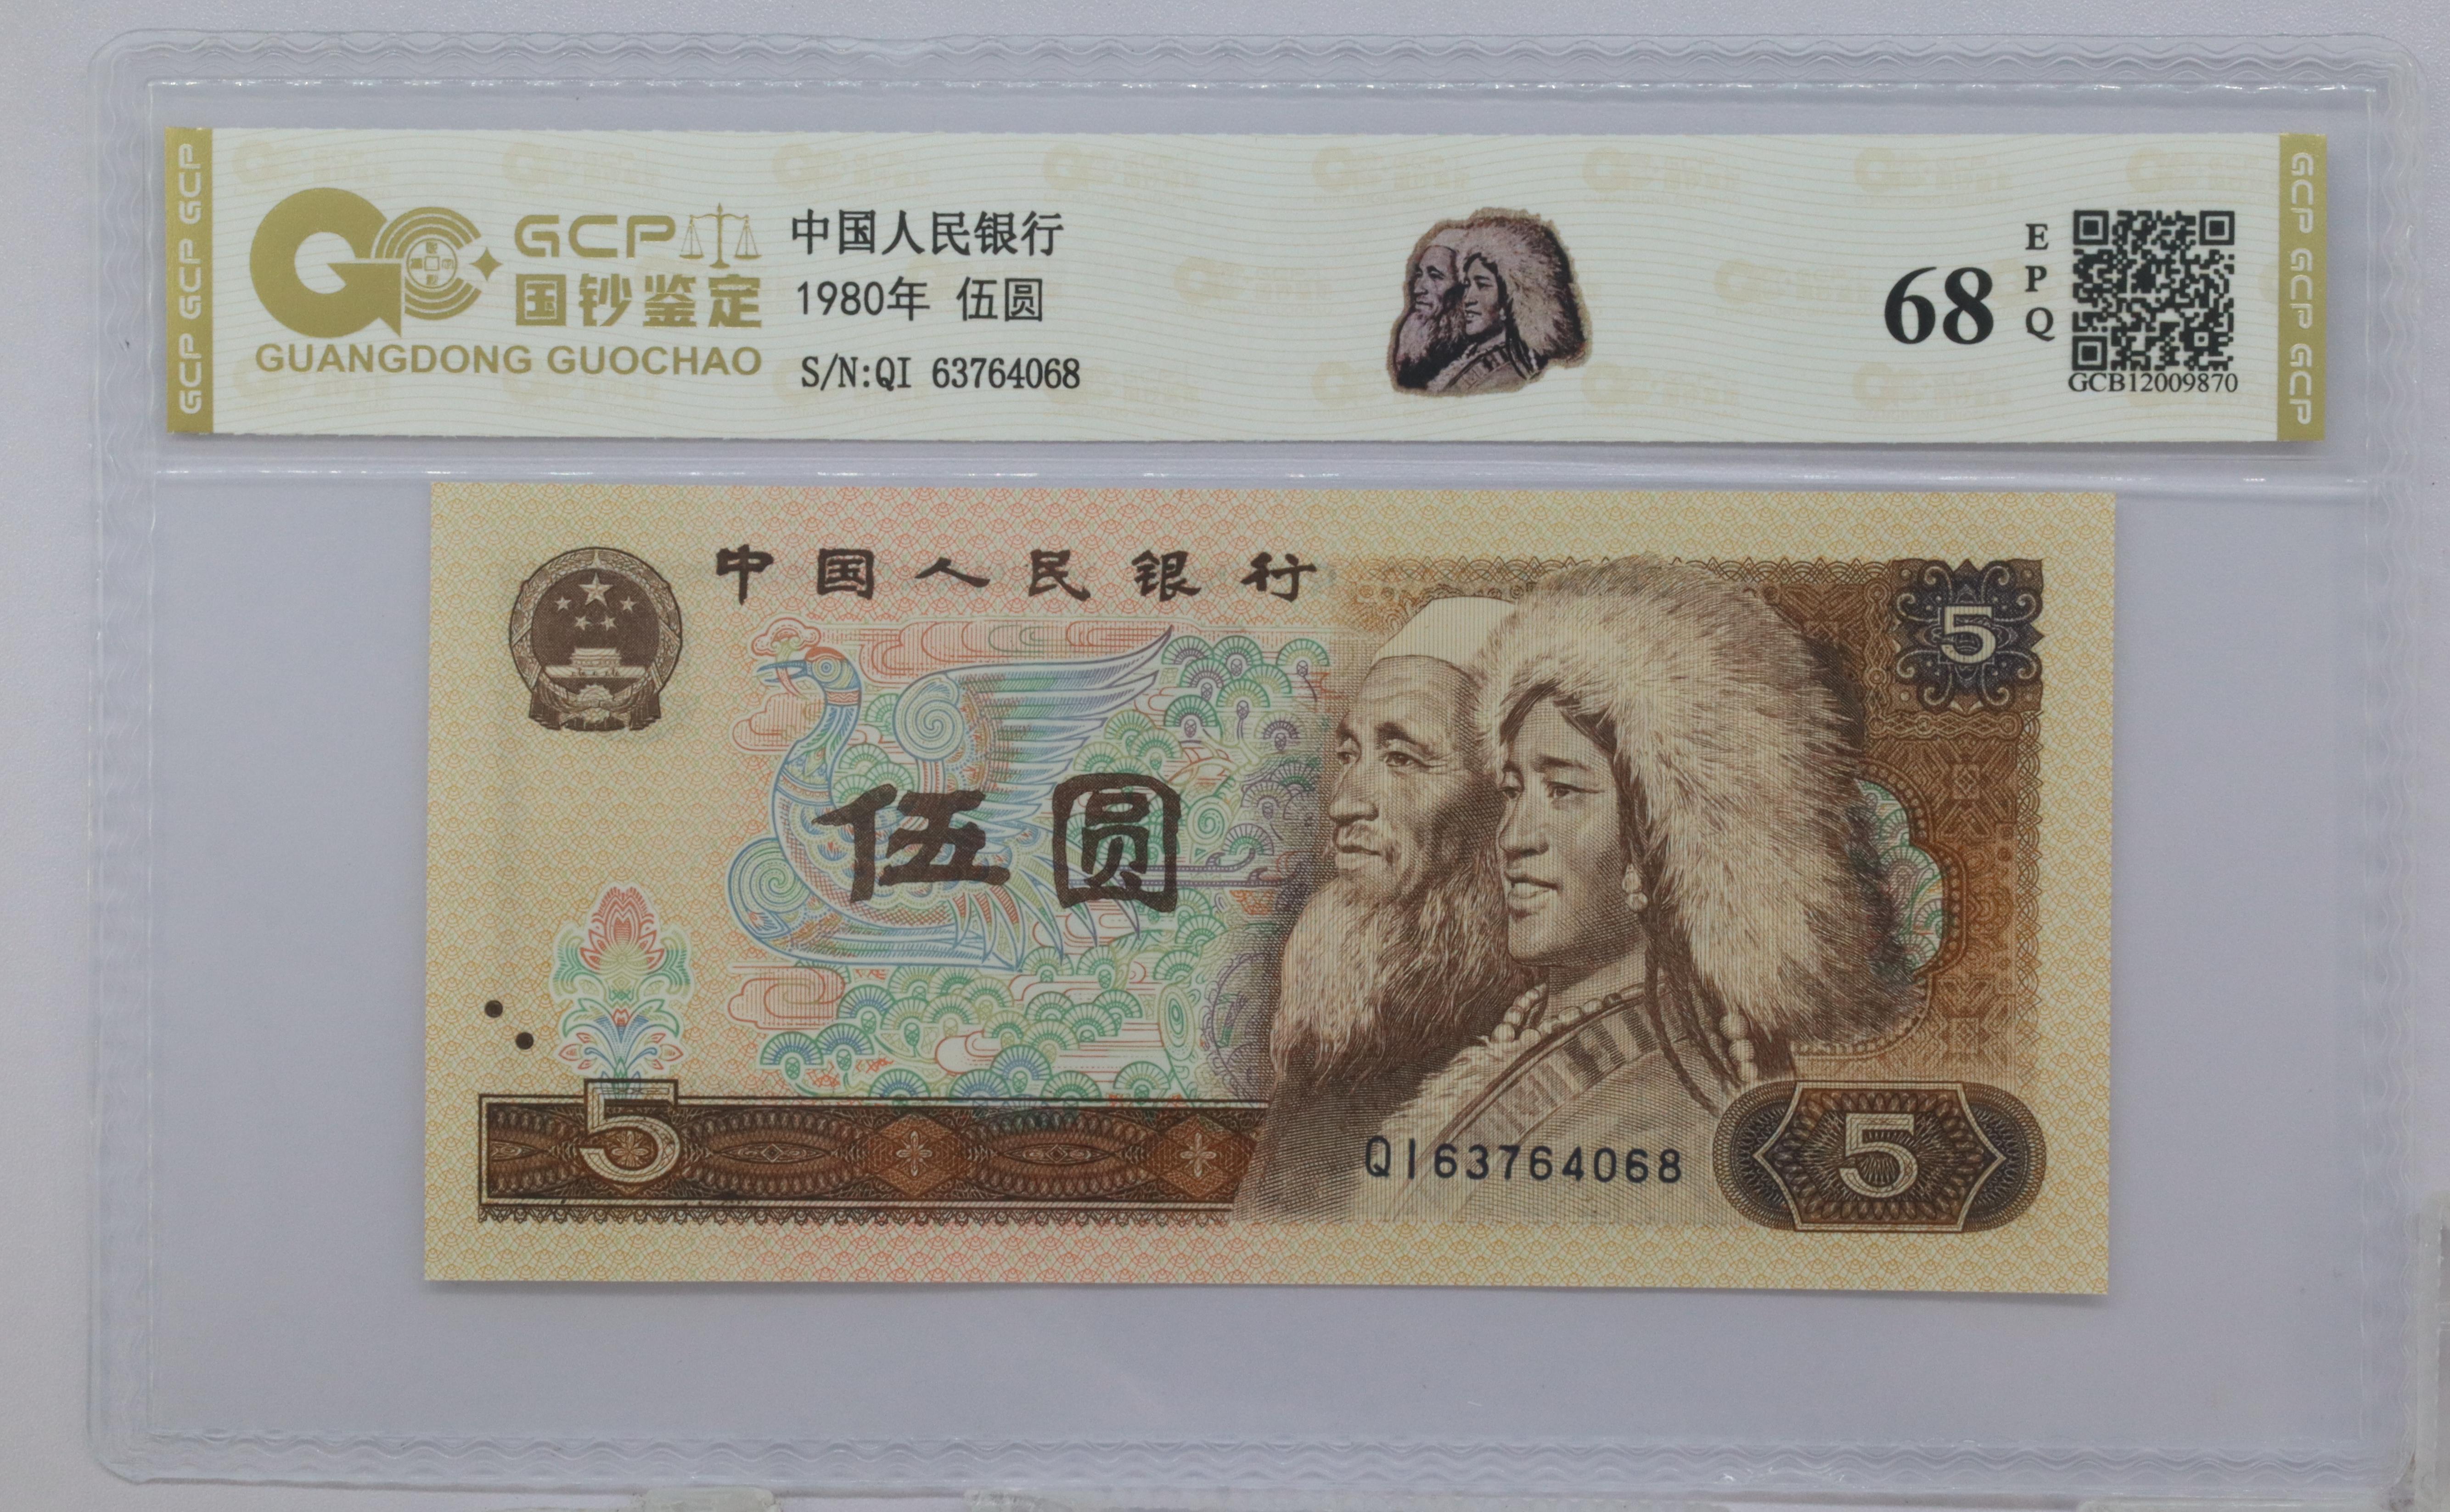 GCP GCP GCP
GCP
国钞鉴定
GUANGDONG GUOCHAO
中国人民银行
1980年 伍圆
S/N:QI 63764068
68
E
P
Q
GCB12009870
GCP GCP GCP
中国人民银行
5
伍圆
5
QI63764068
5